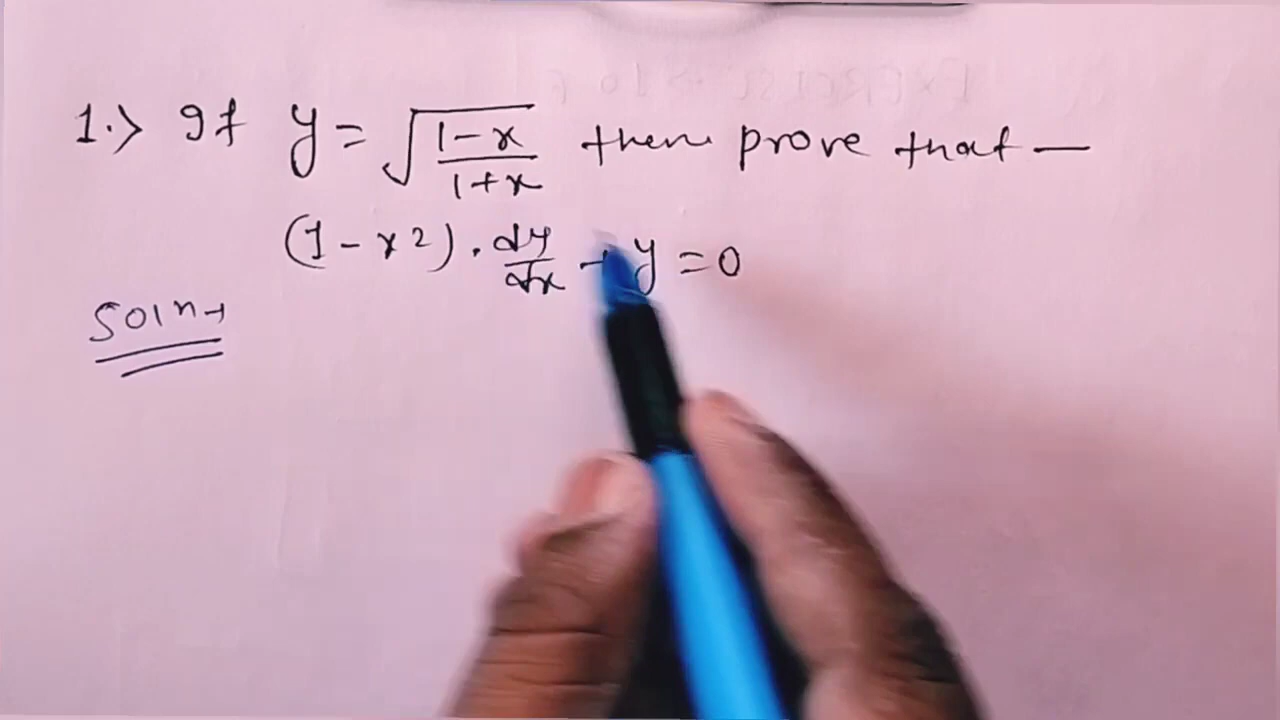 1.> If y = √((1-x)/(1+x)) then prove that —
(1-x²). dy/dx + y = 0
Soln→